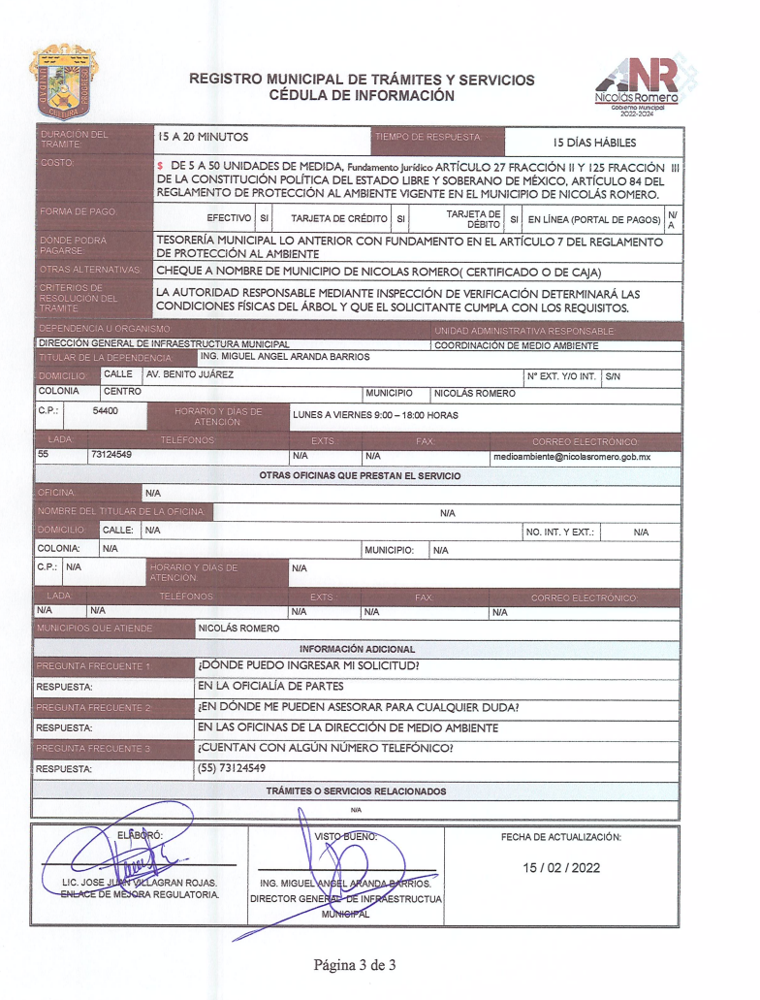 UNIDAD
CULTURA
PROGRESO
REGISTRO MUNICIPAL DE TRÁMITES Y SERVICIOS
CÉDULA DE INFORMACIÓN
ANR
Nicolás Romero
Gobierno Municipal
2022-2024
DURACIÓN DEL
TRÁMITE:
15 A 20 MINUTOS
TIEMPO DE RESPUESTA:
15 DÍAS HÁBILES
COSTO:
$ DE 5 A 50 UNIDADES DE MEDIDA, Fundamento Jurídico ARTÍCULO 27 FRACCIÓN II Y 125 FRACCIÓN III
DE LA CONSTITUCIÓN POLÍTICA DEL ESTADO LIBRE Y SOBERANO DE MÉXICO, ARTÍCULO 84 DEL
REGLAMENTO DE PROTECCIÓN AL AMBIENTE VIGENTE EN EL MUNICIPIO DE NICOLÁS ROMERO.
FORMA DE PAGO:
EFECTIVO SI TARJETA DE CRÉDITO SI TARJETA DE
DÉBITO SI EN LÍNEA (PORTAL DE PAGOS) N/
A
DÓNDE PODRÁ
PAGARSE:
TESORERÍA MUNICIPAL LO ANTERIOR CON FUNDAMENTO EN EL ARTÍCULO 7 DEL REGLAMENTO
DE PROTECCIÓN AL AMBIENTE
OTRAS ALTERNATIVAS: CHEQUE A NOMBRE DE MUNICIPIO DE NICOLAS ROMERO( CERTIFICADO O DE CAJA)
CRITERIOS DE
RESOLUCIÓN DEL
TRÁMITE
LA AUTORIDAD RESPONSABLE MEDIANTE INSPECCIÓN DE VERIFICACIÓN DETERMINARÁ LAS
CONDICIONES FÍSICAS DEL ÁRBOL Y QUE EL SOLICITANTE CUMPLA CON LOS REQUISITOS.
DEPENDENCIA U ORGANISMO: UNIDAD ADMINISTRATIVA RESPONSABLE:
DIRECCIÓN GENERAL DE INFRAESTRUCTURA MUNICIPAL COORDINACIÓN DE MEDIO AMBIENTE
TITULAR DE LA DEPENDENCIA: ING. MIGUEL ANGEL ARANDA BARRIOS
DOMICILIO: CALLE AV. BENITO JUÁREZ N° EXT. Y/O INT. S/N
COLONIA CENTRO MUNICIPIO NICOLÁS ROMERO
C.P.: 54400 HORARIO Y DÍAS DE
ATENCIÓN:
LUNES A VIERNES 9:00 – 18:00 HORAS
LADA: TELÉFONOS: EXTS.: FAX: CORREO ELECTRÓNICO:
55 73124549 N/A N/A medioambiente@nicolasromero.gob.mx
OTRAS OFICINAS QUE PRESTAN EL SERVICIO
OFICINA: N/A
NOMBRE DEL TITULAR DE LA OFICINA: N/A
DOMICILIO: CALLE: N/A NO. INT. Y EXT.: N/A
COLONIA: N/A MUNICIPIO: N/A
C.P.: N/A HORARIO Y DÍAS DE
ATENCIÓN:
N/A
LADA: TELÉFONOS: EXTS.: FAX: CORREO ELECTRÓNICO:
N/A N/A N/A N/A N/A
MUNICIPIOS QUE ATIENDE: NICOLÁS ROMERO
INFORMACIÓN ADICIONAL
PREGUNTA FRECUENTE 1: ¿DÓNDE PUEDO INGRESAR MI SOLICITUD?
RESPUESTA: EN LA OFICIALÍA DE PARTES
PREGUNTA FRECUENTE 2: ¿EN DÓNDE ME PUEDEN ASESORAR PARA CUALQUIER DUDA?
RESPUESTA: EN LAS OFICINAS DE LA DIRECCIÓN DE MEDIO AMBIENTE
PREGUNTA FRECUENTE 3: ¿CUENTAN CON ALGÚN NÚMERO TELEFÓNICO?
RESPUESTA: (55) 73124549
TRÁMITES O SERVICIOS RELACIONADOS
N/A
ELABORÓ:
LIC. JOSE JUAN VILLAGRAN ROJAS.
ENLACE DE MEJORA REGULATORIA.
VISTO BUENO:
ING. MIGUEL ANGEL ARANDA BARRIOS.
DIRECTOR GENERAL DE INFRAESTRUCTUA
MUNICIPAL
FECHA DE ACTUALIZACIÓN:
15 / 02 / 2022
Página 3 de 3